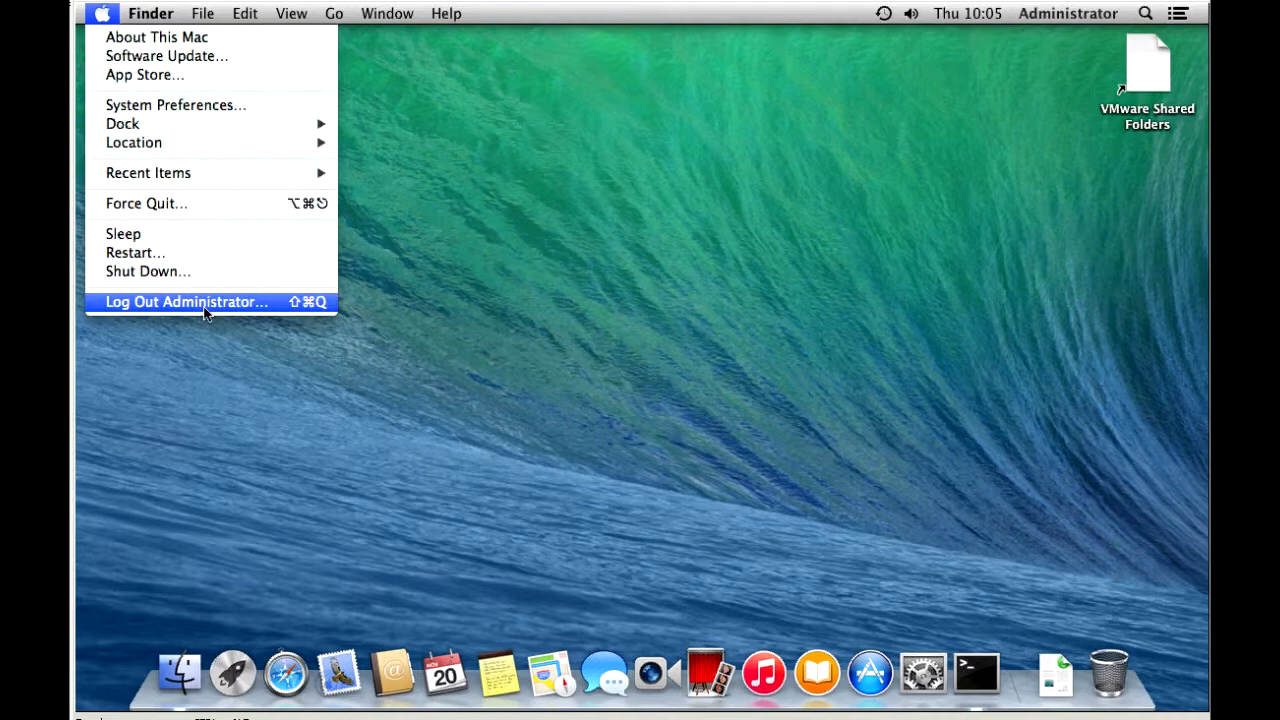 Finder File Edit View Go Window Help Thu 10:05 Administrator
About This Mac
Software Update...
App Store...
System Preferences...
Dock
Location
Recent Items
Force Quit... ⌥⌘⎋
Sleep
Restart...
Shut Down...
Log Out Administrator... ⇧⌘Q
VMware Shared
Folders
20